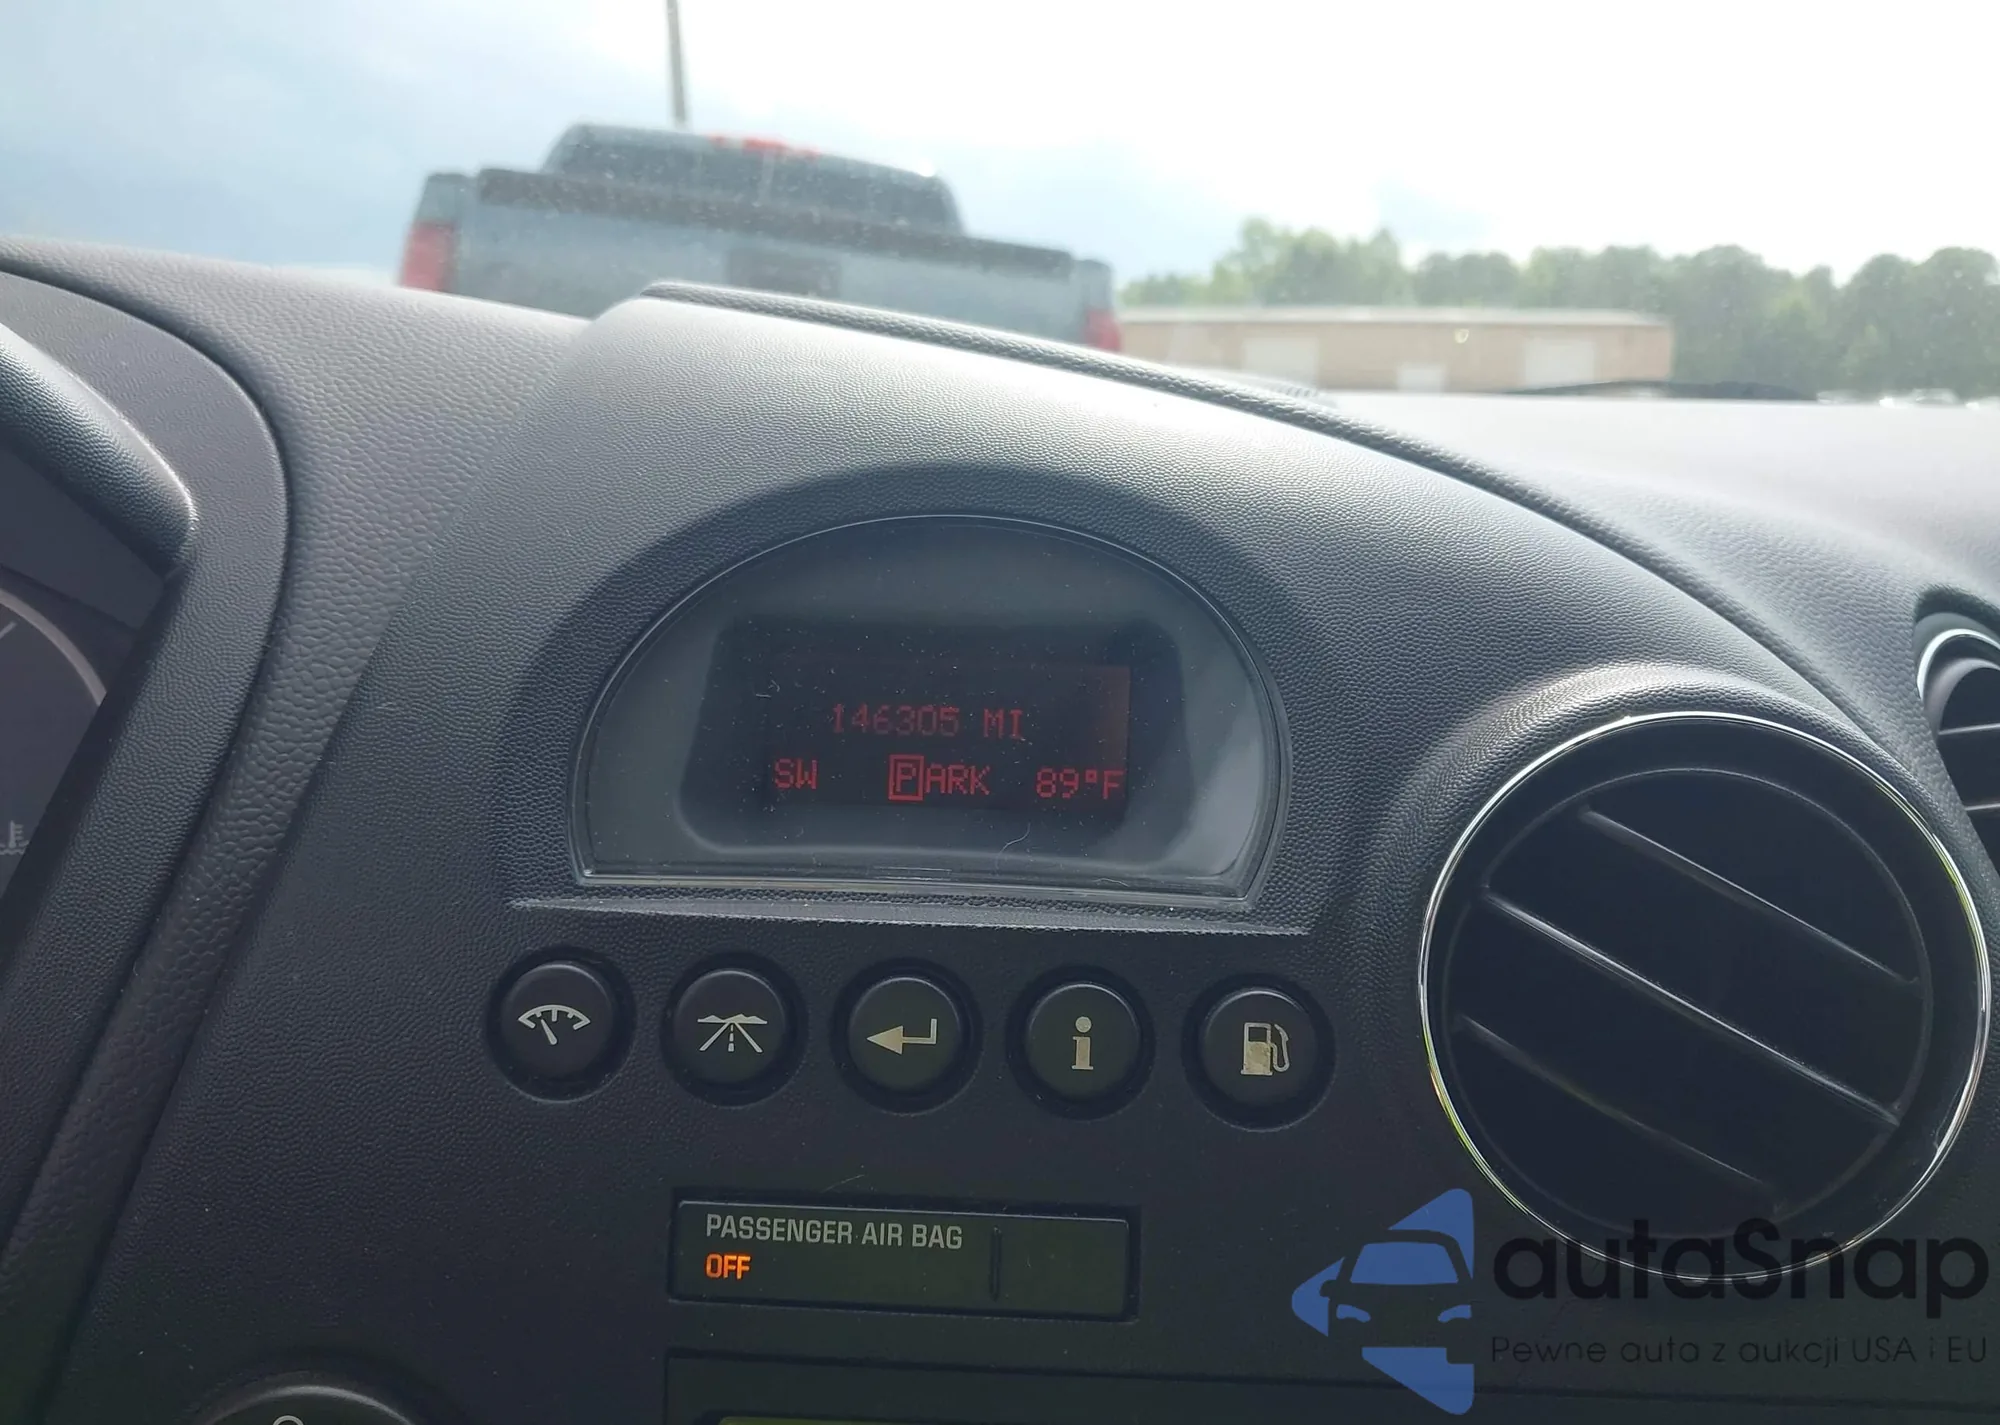 146305 MI
SW PARK 89°F
PASSENGER AIR BAG
OFF
autaSnap
Pewne auto z aukcji USA i EU